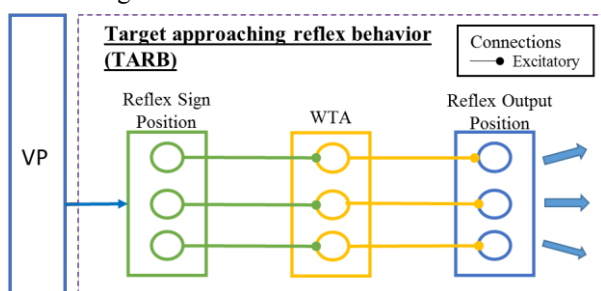 Target approaching reflex behavior
(TARB)
Connections
Excitatory
Reflex Sign
Position
WTA
Reflex Output
Position
VP